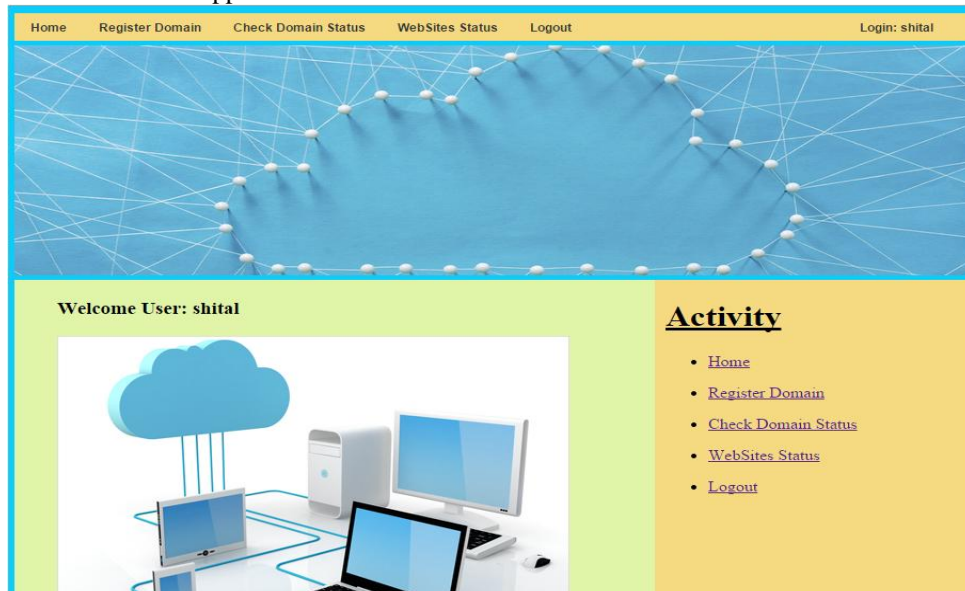 Home Register Domain Check Domain Status WebSites Status Logout Login: shital
Welcome User: shital
Activity
• Home
• Register Domain
• Check Domain Status
• WebSites Status
• Logout